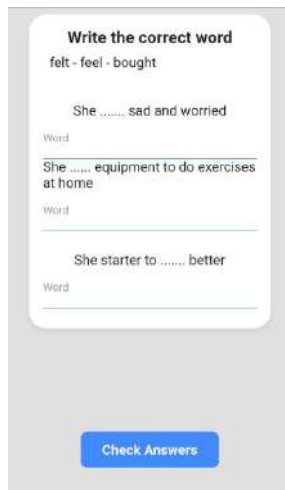 Write the correct word
felt - feel - bought
She ....... sad and worried
Word
She ...... equipment to do exercises
at home
Word
She starter to ....... better
Word
Check Answers